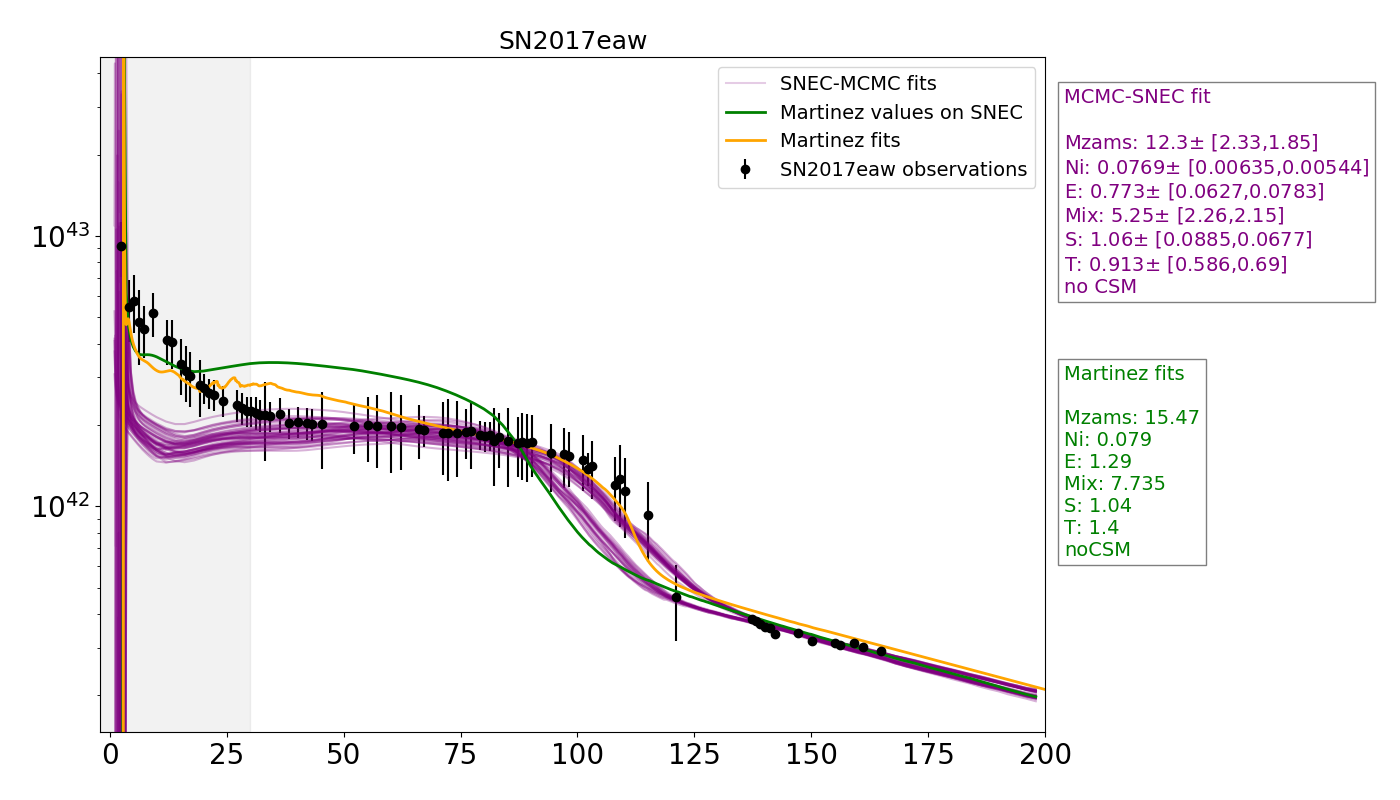 SN2017eaw
SNEC-MCMC fits
Martinez values on SNEC
Martinez fits
SN2017eaw observations
10^43
10^42
0 25 50 75 100 125 150 175 200
MCMC-SNEC fit
Mzams: 12.3± [2.33,1.85]
Ni: 0.0769± [0.00635,0.00544]
E: 0.773± [0.0627,0.0783]
Mix: 5.25± [2.26,2.15]
S: 1.06± [0.0885,0.0677]
T: 0.913± [0.586,0.69]
no CSM
Martinez fits
Mzams: 15.47
Ni: 0.079
E: 1.29
Mix: 7.735
S: 1.04
T: 1.4
noCSM